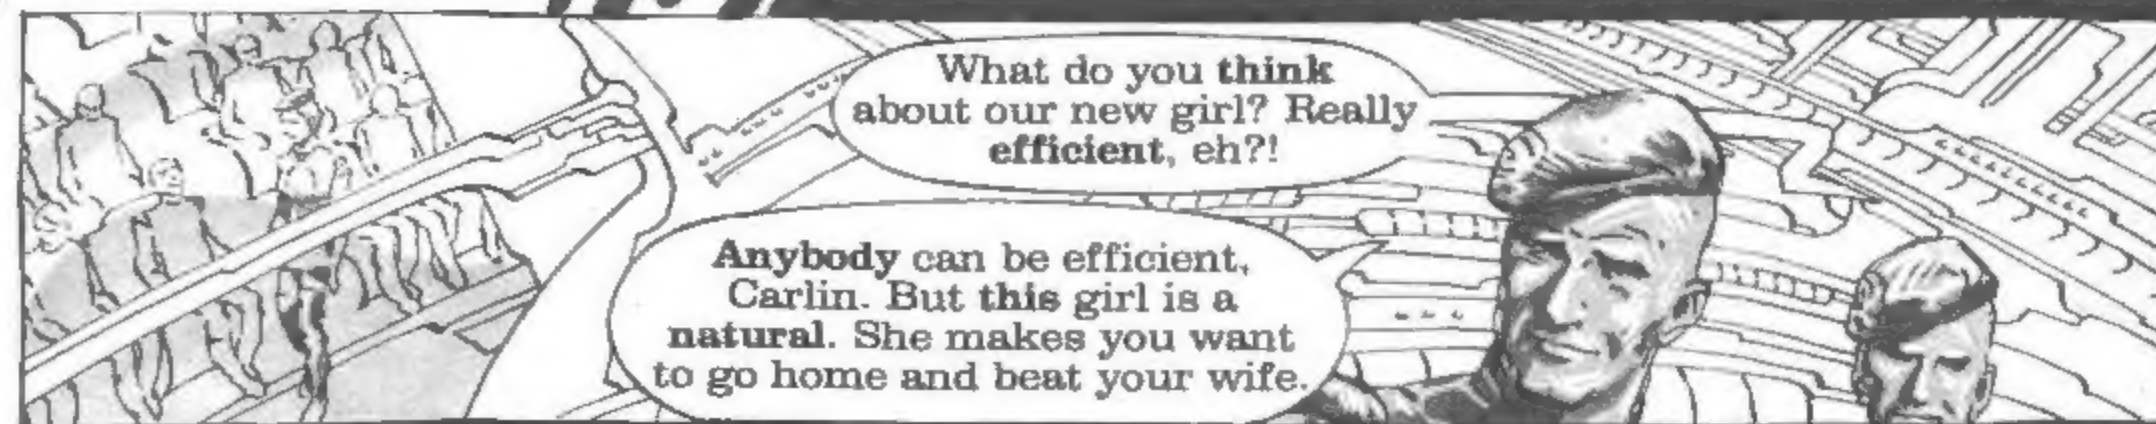 What do you think
about our new girl? Really
efficient, eh?!
Anybody can be efficient,
Carlin. But this girl is a
natural. She makes you want
to go home and beat your wife.